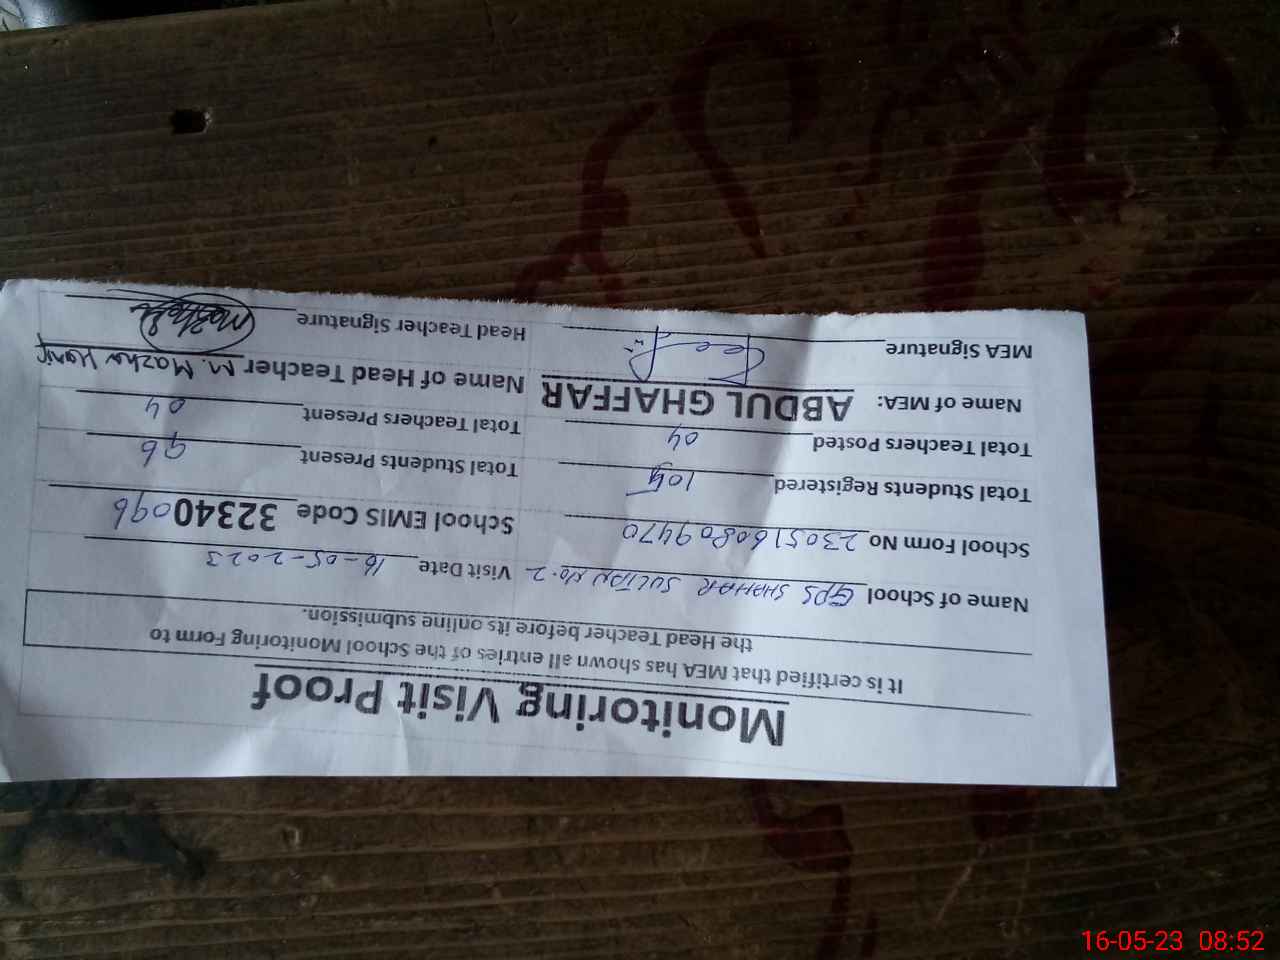 Monitoring Visit Proof
It is certified that MEA has shown all entries of the School Monitoring Form to
the Head Teacher before its online submission.
Name of School GPS SHAHAR SULTAN No. 2 Visit Date 16-05-2023
School Form No 230516080 9470 School EMIS Code 32340096
Total Students Registered 104 Total Students Present 96
Total Teachers Posted 04 Total Teachers Present 04
Name of MEA: ABDUL GHAFFAR Name of Head Teacher M. Mazhar Hanif
MEA Signature Head Teacher Signature
16-05-23 08:52